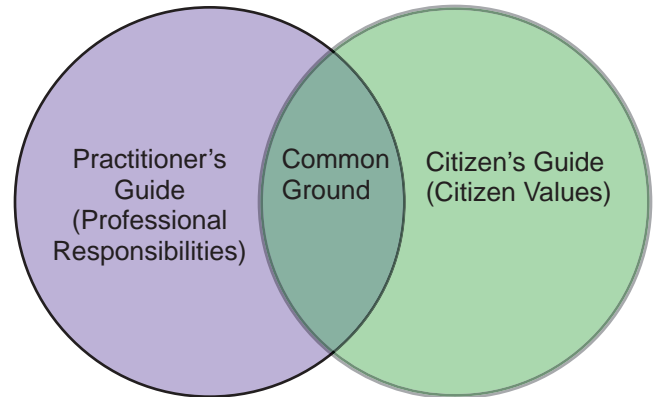 Practitioner’s
Guide
(Professional
Responsibilities)
Common
Ground
Citizen’s Guide
(Citizen Values)